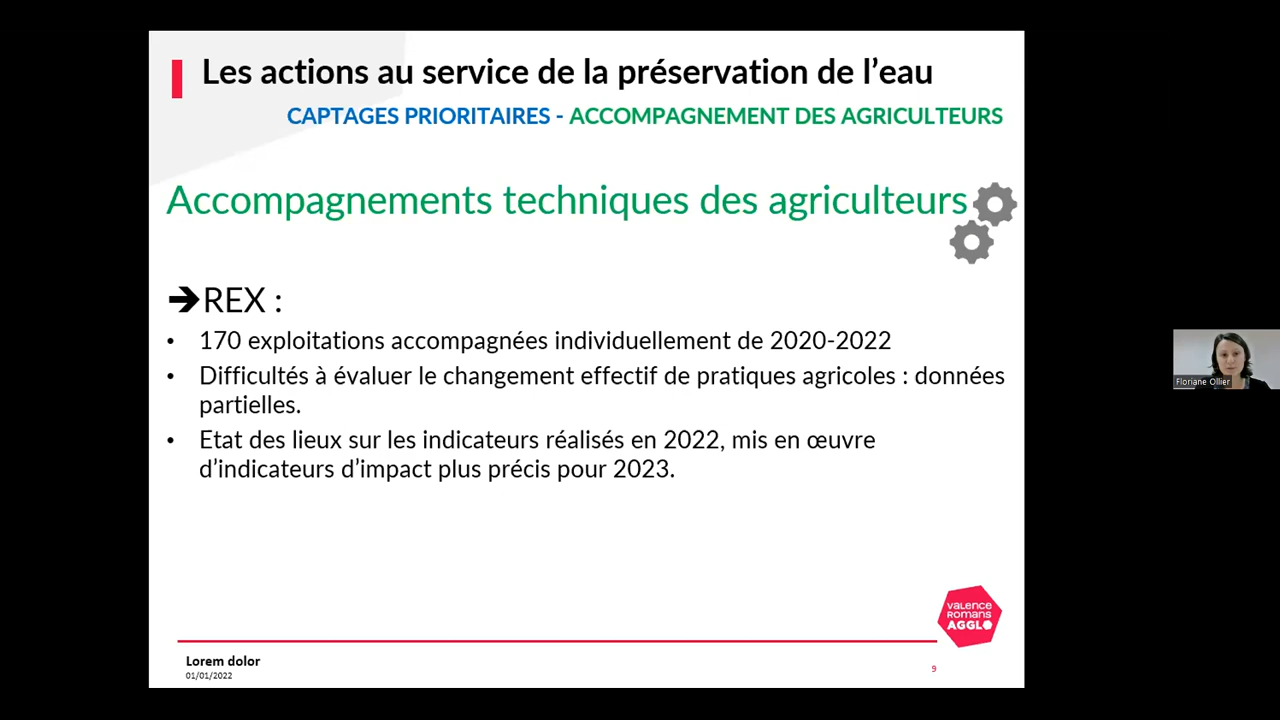 Les actions au service de la préservation de l’eau
CAPTAGES PRIORITAIRES - ACCOMPAGNEMENT DES AGRICULTEURS
Accompagnements techniques des agriculteurs
➔REX :
• 170 exploitations accompagnées individuellement de 2020-2022
• Difficultés à évaluer le changement effectif de pratiques agricoles : données
partielles.
• Etat des lieux sur les indicateurs réalisés en 2022, mis en œuvre
d’indicateurs d’impact plus précis pour 2023.
Floriane Ollier
valence
Romans
AGGLO
Lorem dolor
01/01/2022
9